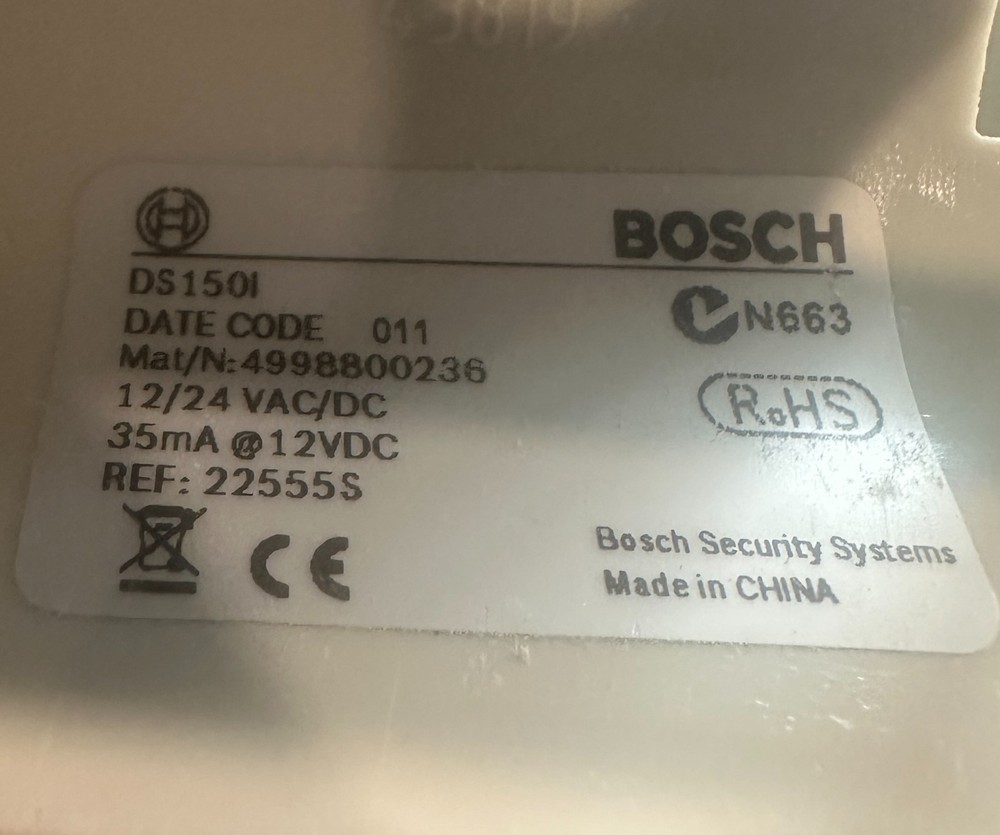 BOSCH
DS150I
N663
DATE CODE 011
Mat/N:4998800236
12/24 VAC/DC
35mA @12VDC
RoHS
REF: 22555S
CE
Bosch Security Systems
Made in CHINA